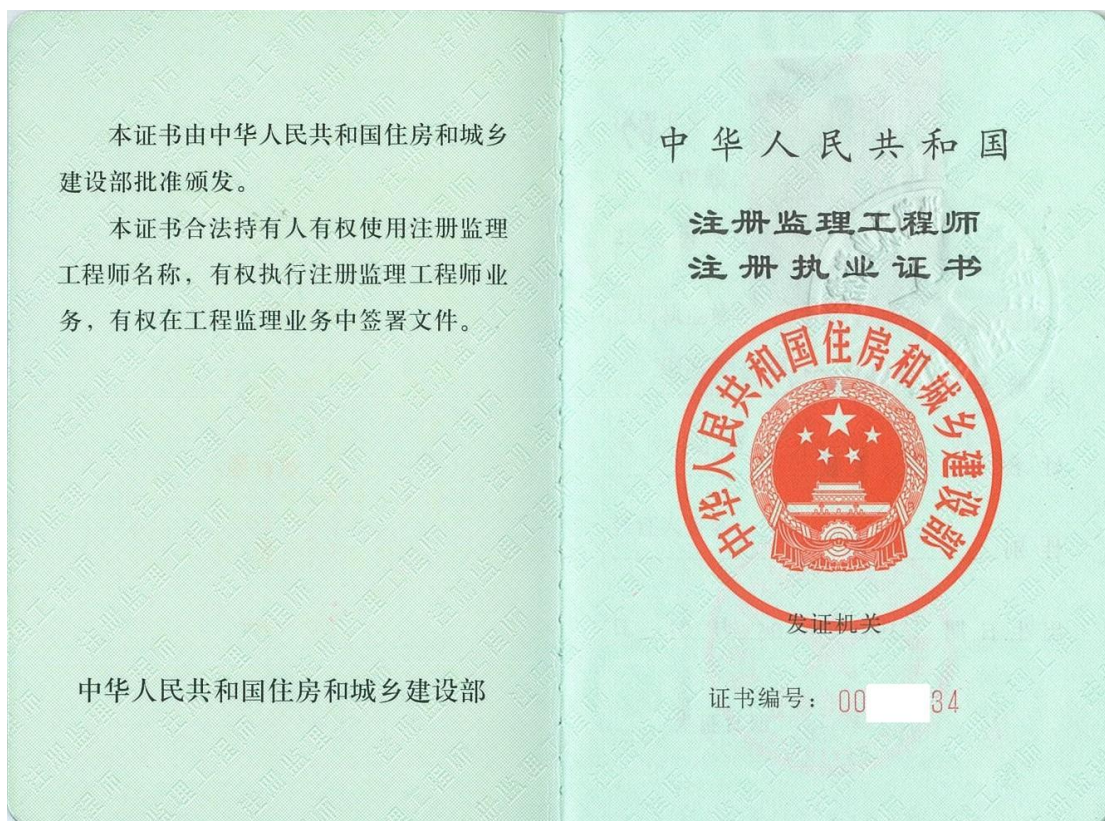 本证书由中华人民共和国住房和城乡
建设部批准颁发。
本证书合法持有人有权使用注册监理
工程师名称，有权执行注册监理工程师业
务，有权在工程监理业务中签署文件。
中华人民共和国住房和城乡建设部
中华人民共和国
注册监理工程师
注册执业证书
中华人民共和国住房和城乡建设部
发证机关
证书编号：00 34